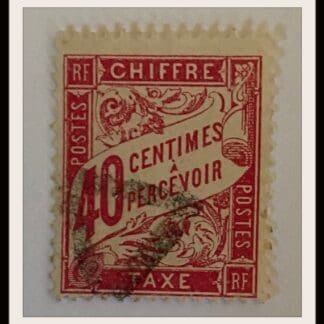 RF CHIFFRE
POSTES
40 CENTIMES
À
PERCEVOIR
POSTES
TAXE RF